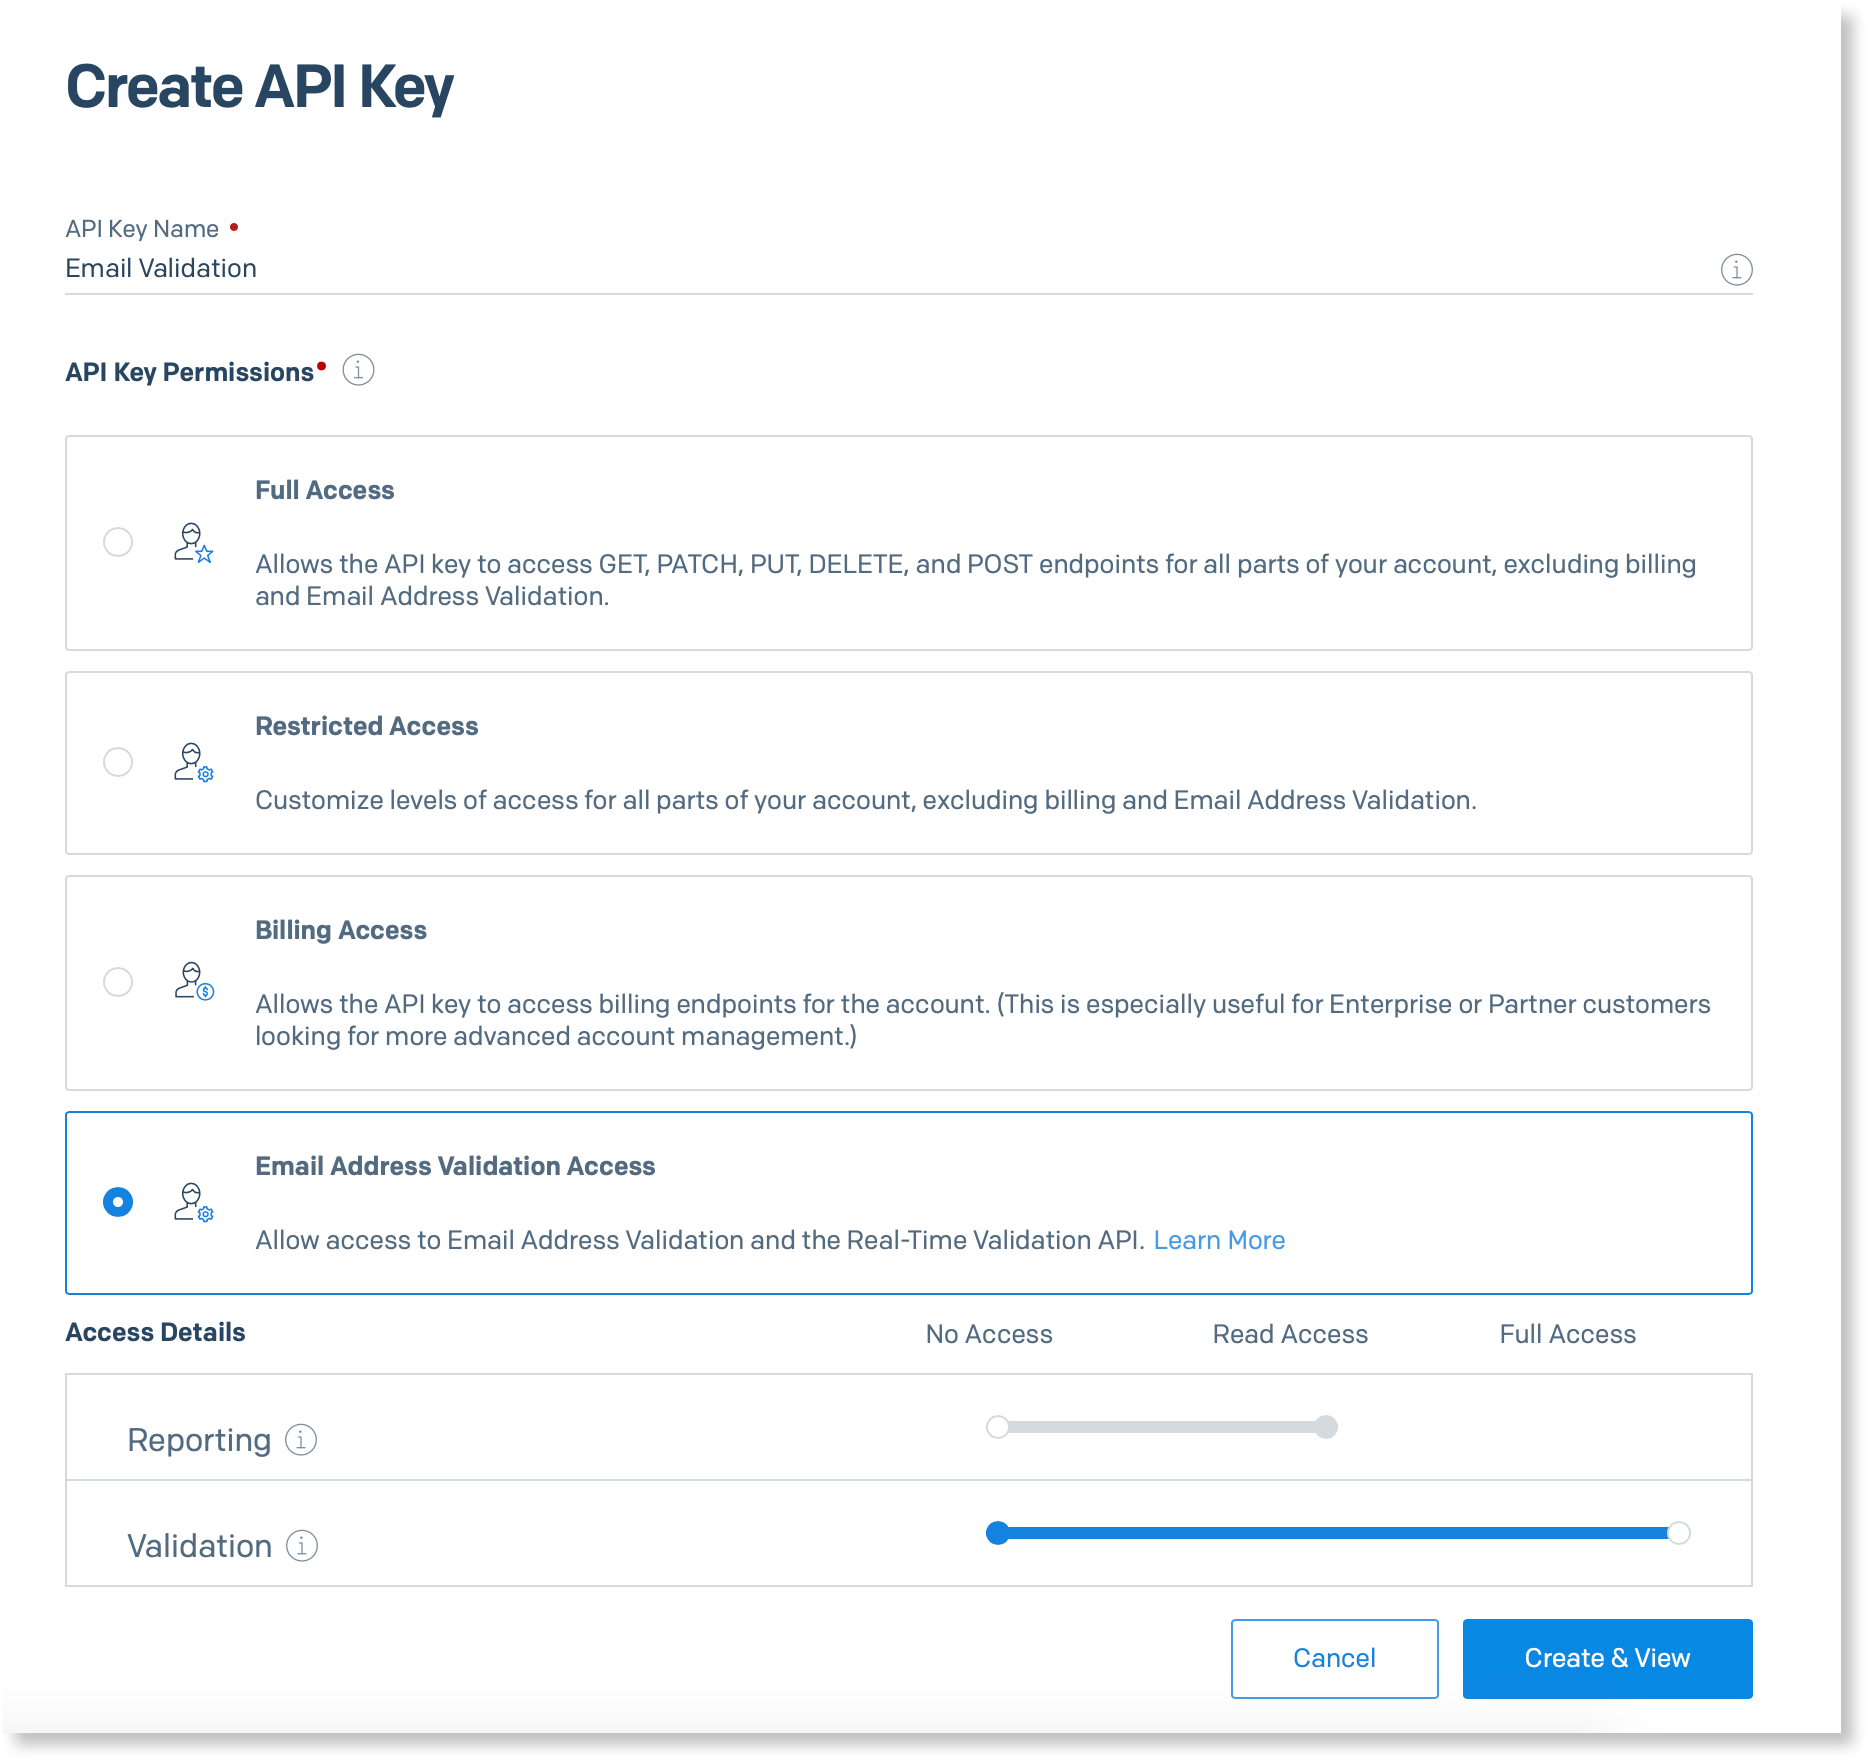 Create API Key
API Key Name
Email Validation
API Key Permissions
Full Access
Allows the API key to access GET, PATCH, PUT, DELETE, and POST endpoints for all parts of your account, excluding billing
and Email Address Validation.
Restricted Access
Customize levels of access for all parts of your account, excluding billing and Email Address Validation.
Billing Access
Allows the API key to access billing endpoints for the account. (This is especially useful for Enterprise or Partner customers
looking for more advanced account management.)
Email Address Validation Access
Allow access to Email Address Validation and the Real-Time Validation API. Learn More
Access Details No Access Read Access Full Access
Reporting
Validation
Cancel Create & View